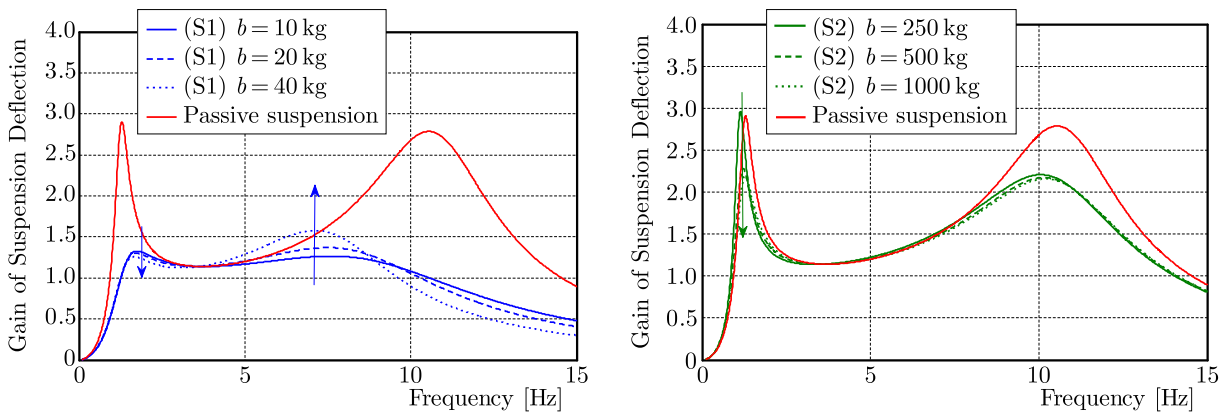 Gain of Suspension Deflection
4.0
3.5
3.0
2.5
2.0
1.5
1.0
0.5
0
(S1) b = 10 kg
(S1) b = 20 kg
(S1) b = 40 kg
Passive suspension
0
5
10
15
Frequency [Hz]
Gain of Suspension Deflection
4.0
3.5
3.0
2.5
2.0
1.5
1.0
0.5
0
(S2) b = 250 kg
(S2) b = 500 kg
(S2) b = 1000 kg
Passive suspension
0
5
10
15
Frequency [Hz]